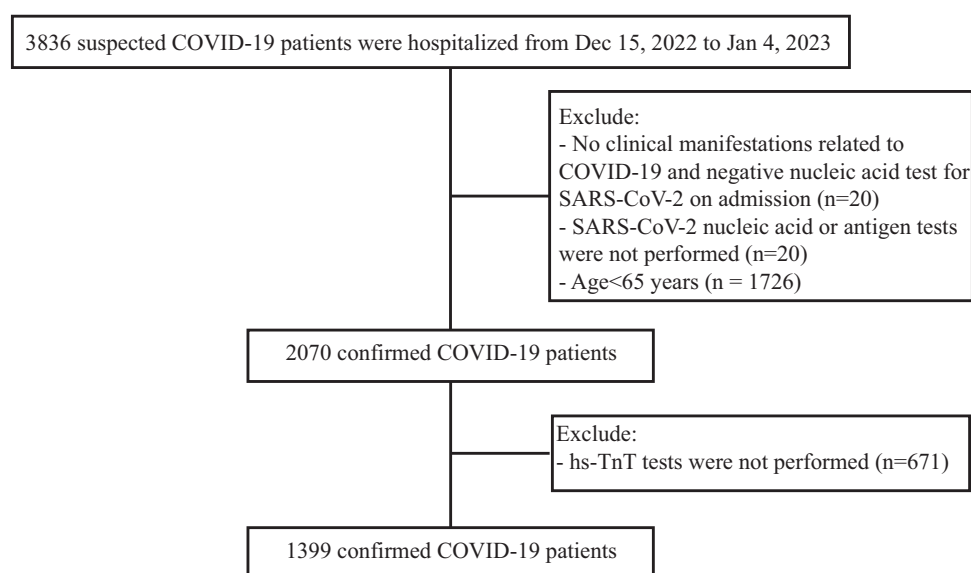 3836 suspected COVID-19 patients were hospitalized from Dec 15, 2022 to Jan 4, 2023
Exclude:
- No clinical manifestations related to
COVID-19 and negative nucleic acid test for
SARS-CoV-2 on admission (n=20)
- SARS-CoV-2 nucleic acid or antigen tests
were not performed (n=20)
- Age<65 years (n = 1726)
2070 confirmed COVID-19 patients
Exclude:
- hs-TnT tests were not performed (n=671)
1399 confirmed COVID-19 patients